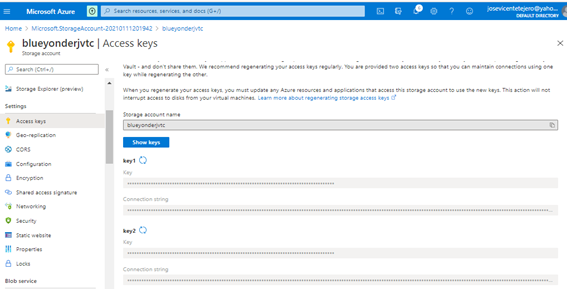 Microsoft Azure
Search resources, services, and docs (G+/)
josevicentetejero@yaho...
DEFAULT DIRECTORY
Home > Microsoft.StorageAccount-20210111201942 > blueyonderjvtc
blueyonderjvtc | Access keys
Storage account
Search (Ctrl+/)
Storage Explorer (preview)
Settings
Access keys
Geo-replication
CORS
Configuration
Encryption
Shared access signature
Networking
Security
Static website
Properties
Locks
Blob service
Vault - and don't share them. We recommend regenerating your access keys regularly. You are provided two access keys so that you can maintain connections using one
key while regenerating the other.
When you regenerate your access keys, you must update any Azure resources and applications that access this storage account to use the new keys. This action will not
interrupt access to disks from your virtual machines. Learn more about regenerating storage access keys
Storage account name
blueyonderjvtc
Show keys
key1
Key
Connection string
key2
Key
Connection string